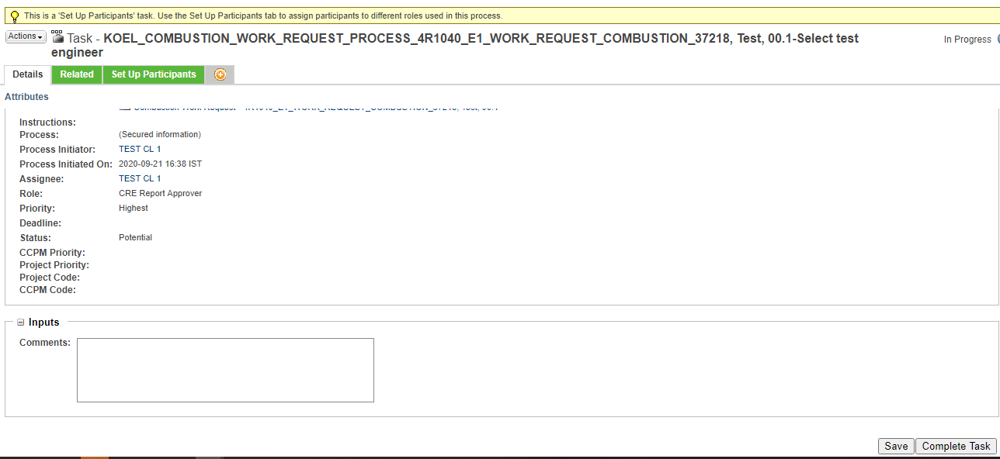 This is a 'Set Up Participants' task. Use the Set Up Participants tab to assign participants to different roles used in this process.
Actions
Task - KOEL_COMBUSTION_WORK_REQUEST_PROCESS_4R1040_E1_WORK_REQUEST_COMBUSTION_37218, Test, 00.1-Select test
engineer
In Progress
Details Related Set Up Participants
Attributes
Combustion Work Request - 4R1040_E1_WORK_REQUEST_COMBUSTION_37218, Test, 00.1
Instructions:
Process: (Secured information)
Process Initiator: TEST CL 1
Process Initiated On: 2020-09-21 16:38 IST
Assignee: TEST CL 1
Role: CRE Report Approver
Priority: Highest
Deadline:
Status: Potential
CCPM Priority:
Project Priority:
Project Code:
CCPM Code:
Inputs
Comments:
Save Complete Task